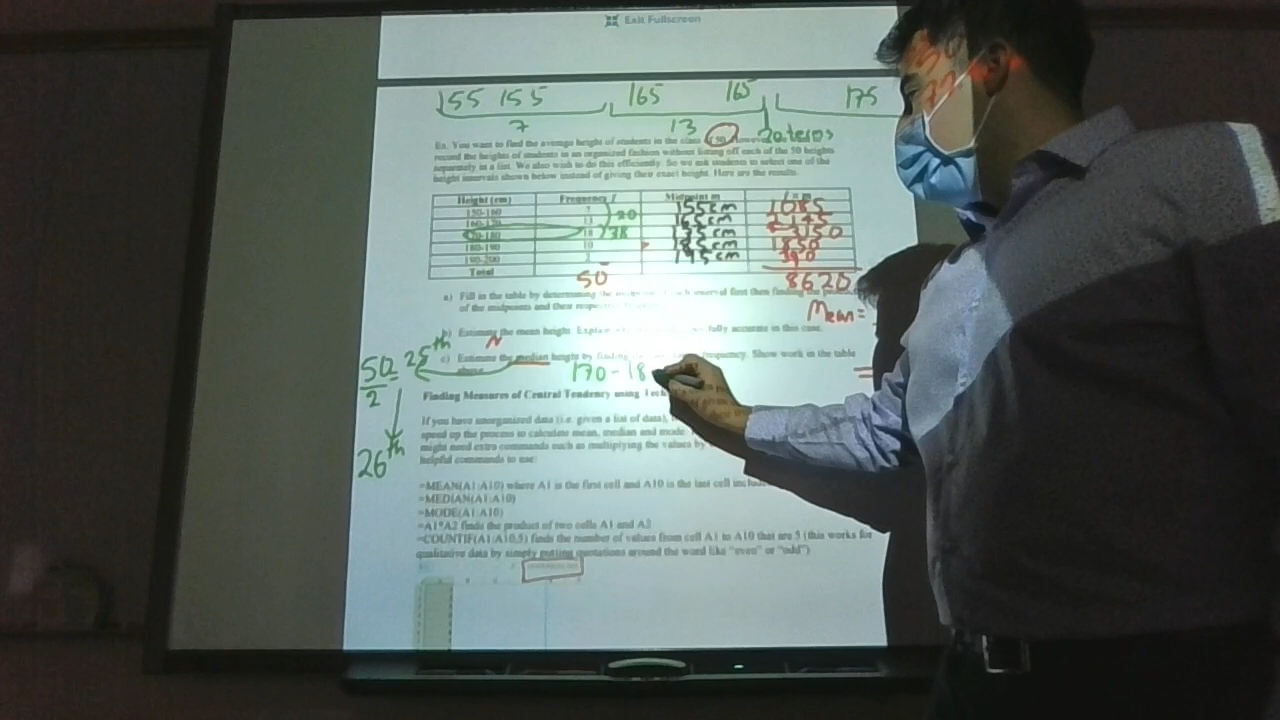 Exit Fullscreen
155 155 165 165 175
7 13 20 terms
Ex. You want to find the average height of students in the class of 50. However
record the heights of students in an organized fashion without listing off each of the 50 heights
separately in a list. We also wish to do this efficiently. So we ask students to select one of the
height intervals shown below instead of giving their exact height. Here are the results.
Height (cm) Frequency f Midpoint m
150-160 7 155cm 1085
160-170 13 ) 20 165cm 2145
170-180 18 ) 38 175cm 3150
180-190 10 185cm 1850
190-200 2 195cm 390
Total 50 8620
a) Fill in the table by determining the interval first then finding the
of the midpoints and their
Mean=
b) Estimate the mean height. Explain fully accurate in this case.
50/2 = 25th
c) Estimate the median height by finding frequency. Show work in the table
above.
170-18
26th
Finding Measures of Central Tendency using
If you have unorganized data (i.e. given a list of data),
speed up the process to calculate mean, median and mode
might need extra commands such as multiplying the values by
helpful commands to use:
=MEAN(A1:A10) where A1 is the first cell and A10 is the last cell
=MEDIAN(A1:A10)
=MODE(A1:A10)
=A1*A2 finds the product of two cells A1 and A2
=COUNTIF(A1:A10,5) finds the number of values from cell A1 to A10 that are 5 (this works for
qualitative data by simply putting quotations around the word like "even" or "odd")